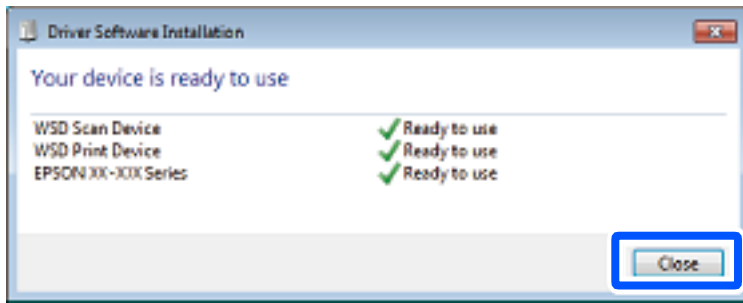 Driver Software Installation
Your device is ready to use
WSD Scan Device Ready to use
WSD Print Device Ready to use
EPSON XX-XXX Series Ready to use
Close